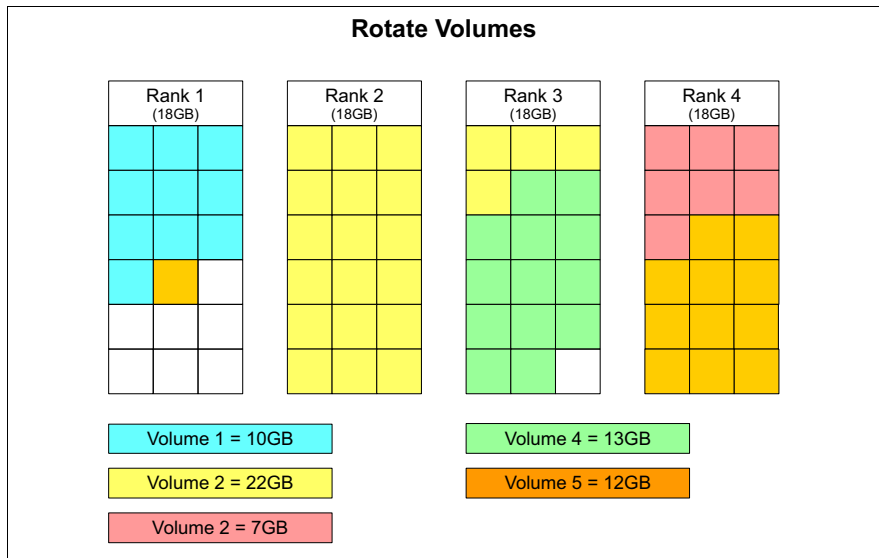 Rotate Volumes
Rank 1
(18GB)
Rank 2
(18GB)
Rank 3
(18GB)
Rank 4
(18GB)
Volume 1 = 10GB
Volume 2 = 22GB
Volume 2 = 7GB
Volume 4 = 13GB
Volume 5 = 12GB